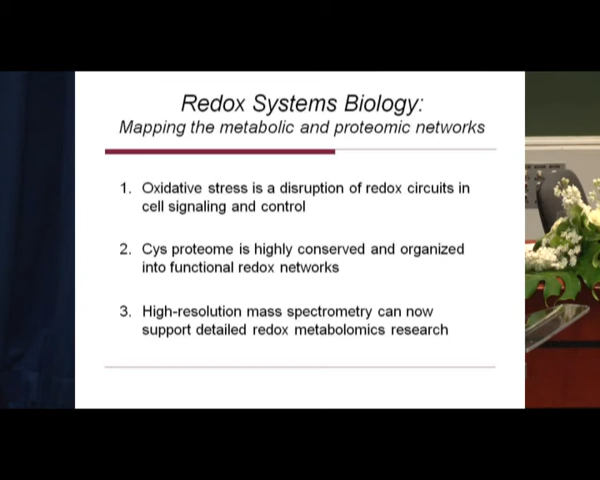 Redox Systems Biology:
Mapping the metabolic and proteomic networks
1. Oxidative stress is a disruption of redox circuits in
cell signaling and control
2. Cys proteome is highly conserved and organized
into functional redox networks
3. High-resolution mass spectrometry can now
support detailed redox metabolomics research